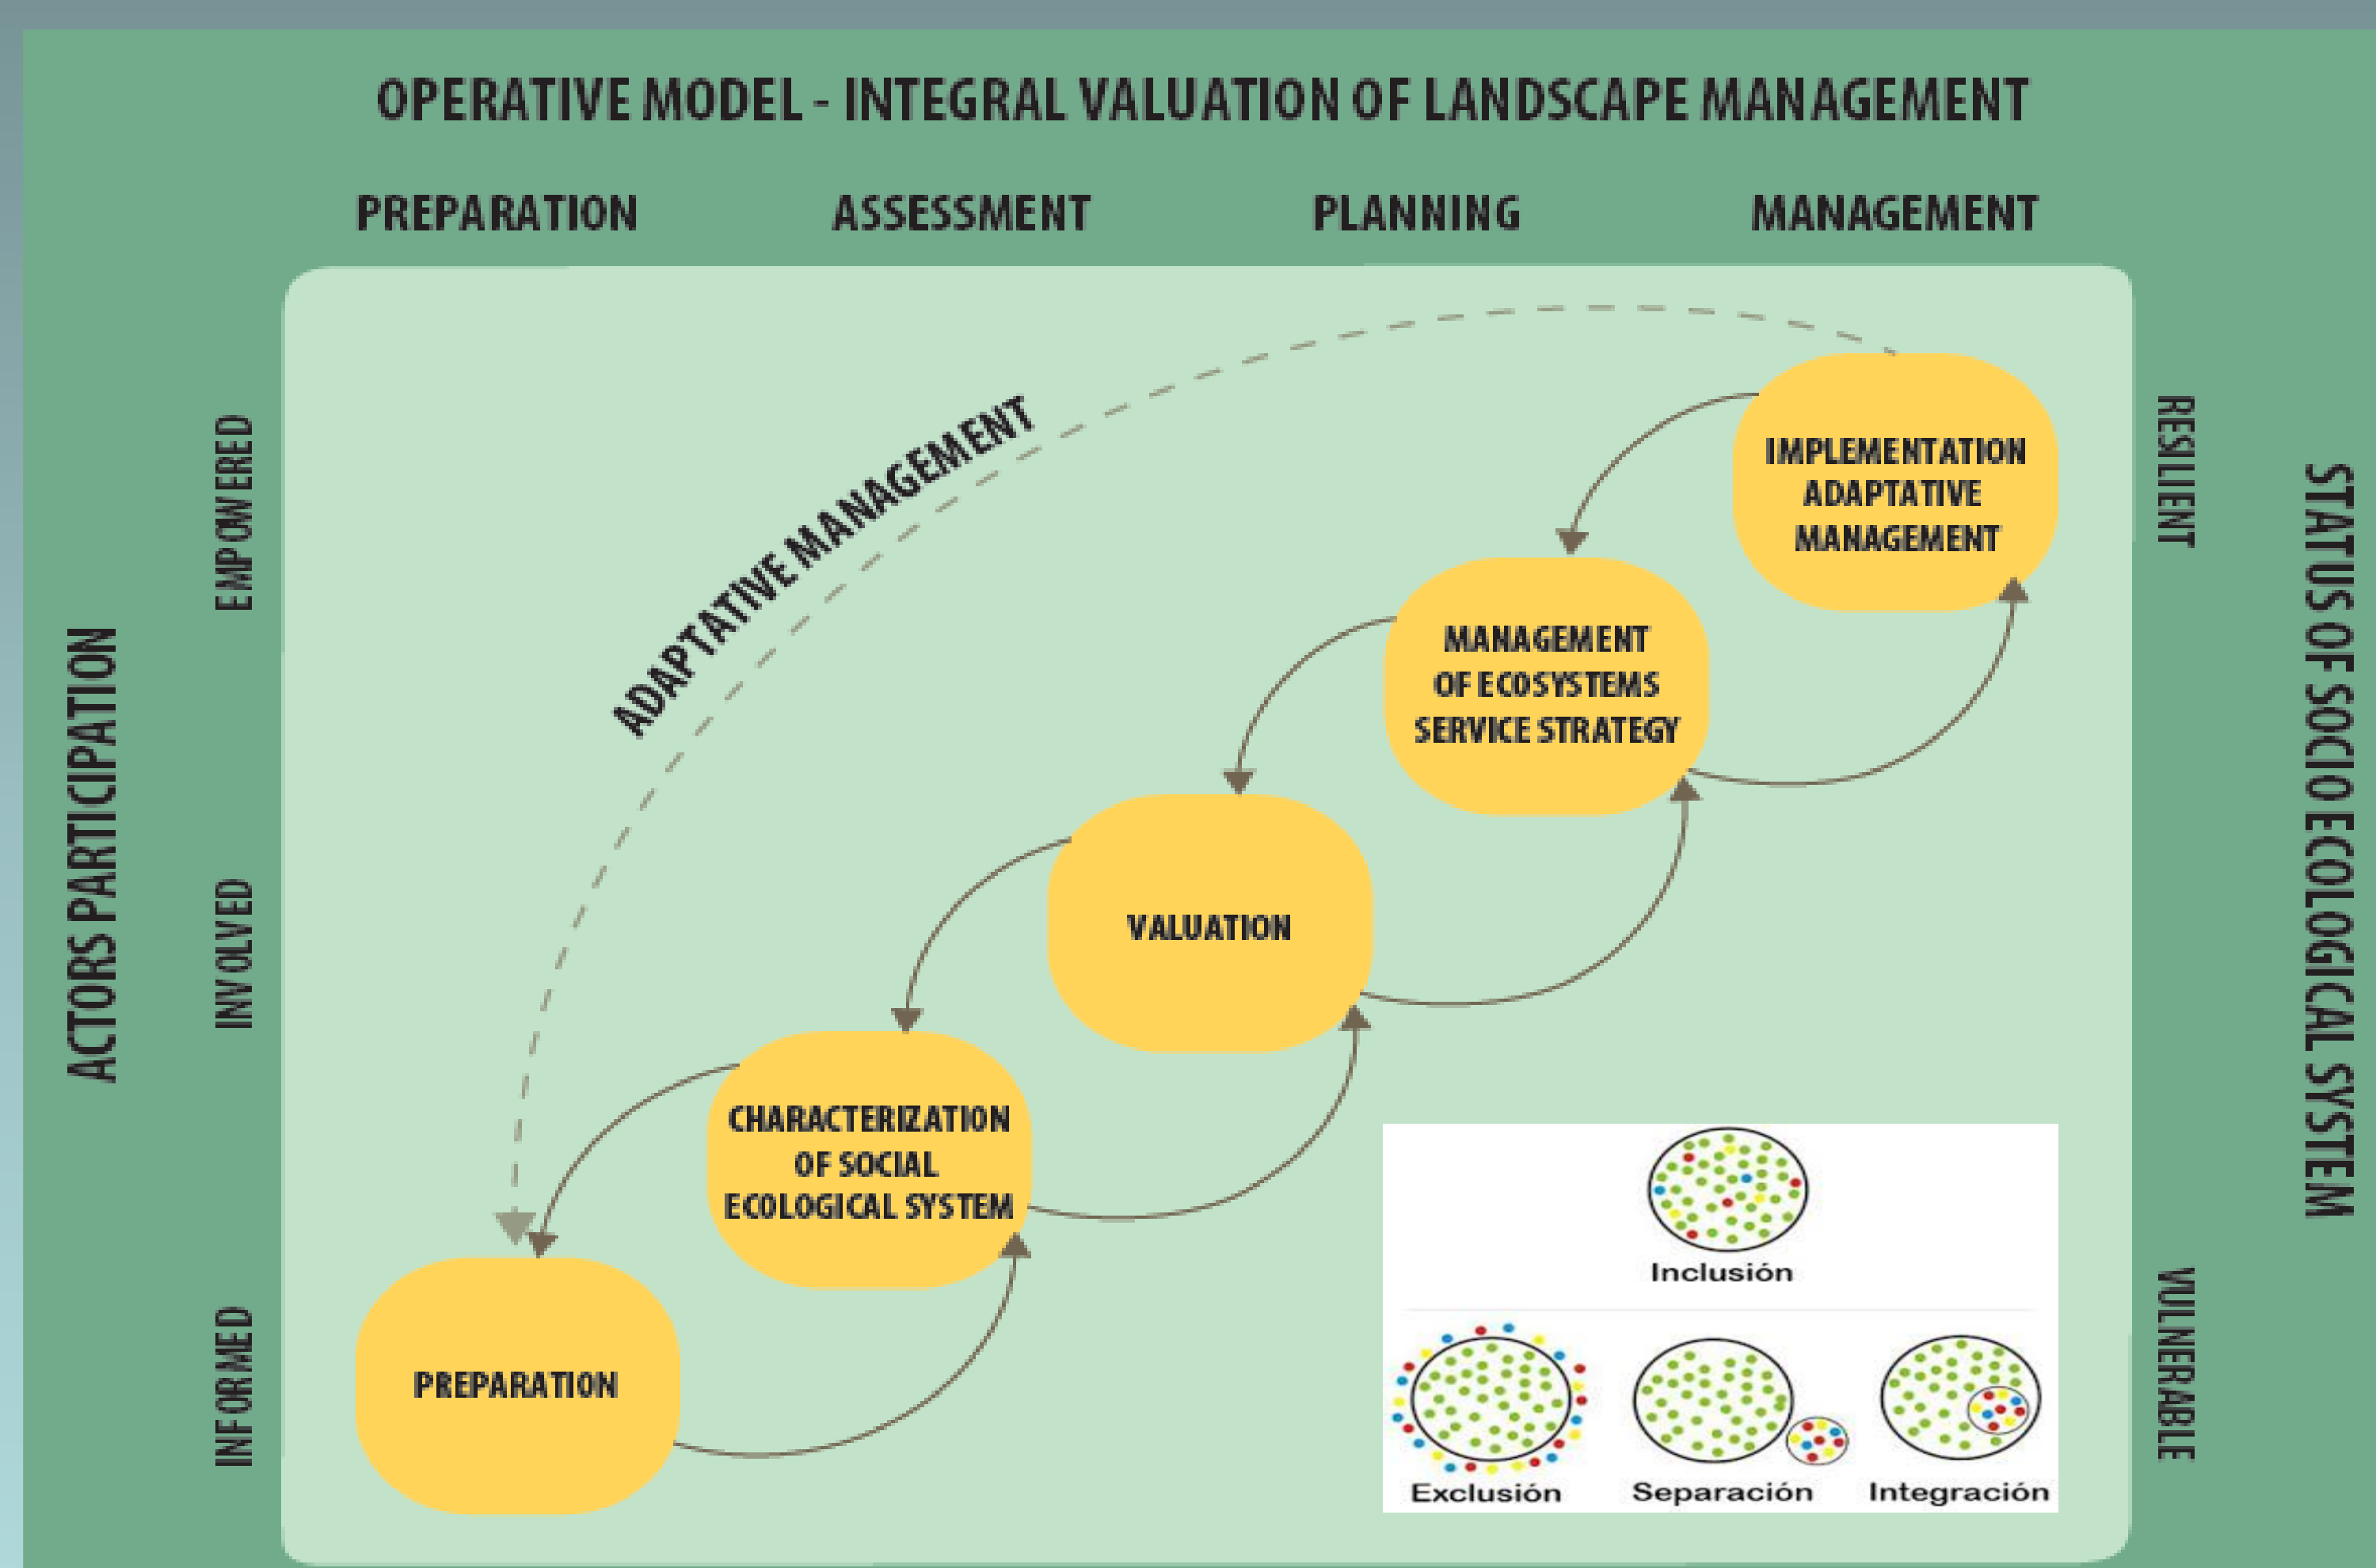 OPERATIVE MODEL - INTEGRAL VALUATION OF LANDSCAPE MANAGEMENT
PREPARATION
ASSESSMENT
PLANNING
MANAGEMENT
ACTORS PARTICIPATION
EMPOWERED
INVOLVED
INFORMED
ADAPTATIVE MANAGEMENT
IMPLEMENTATION
ADAPTATIVE
MANAGEMENT
MANAGEMENT
OF ECOSYSTEMS
SERVICE STRATEGY
VALUATION
CHARACTERIZATION
OF SOCIAL
ECOLOGICAL SYSTEM
PREPARATION
Inclusión
Exclusión
Separación
Integración
RESILIENT
VULNERABLE
STATUS OF SOCIO ECOLOGICAL SYSTEM